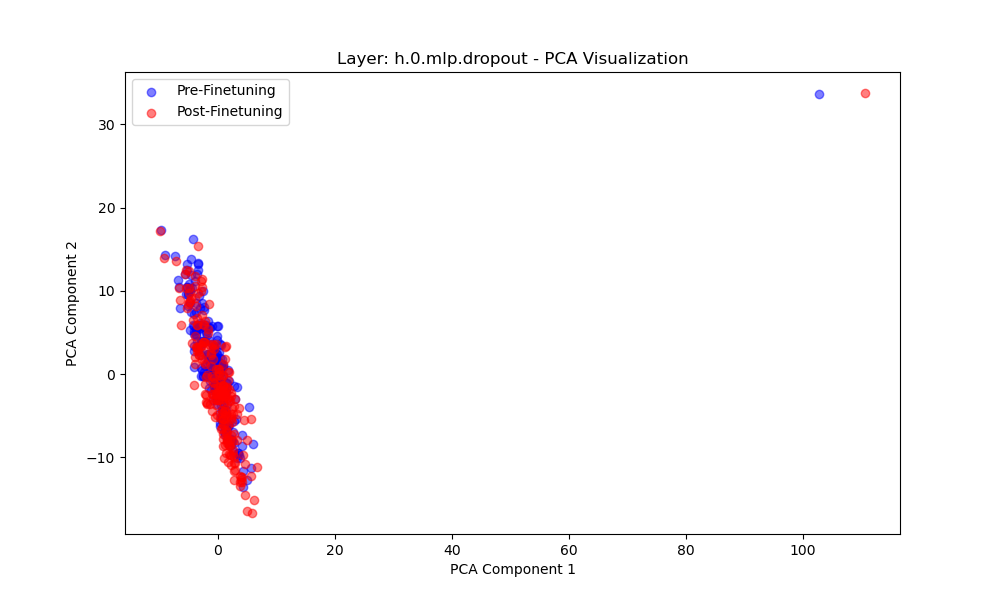 Layer: h.0.mlp.dropout - PCA Visualization
Pre-Finetuning
Post-Finetuning
30
20
10
0
−10
PCA Component 2
0 20 40 60 80 100
PCA Component 1